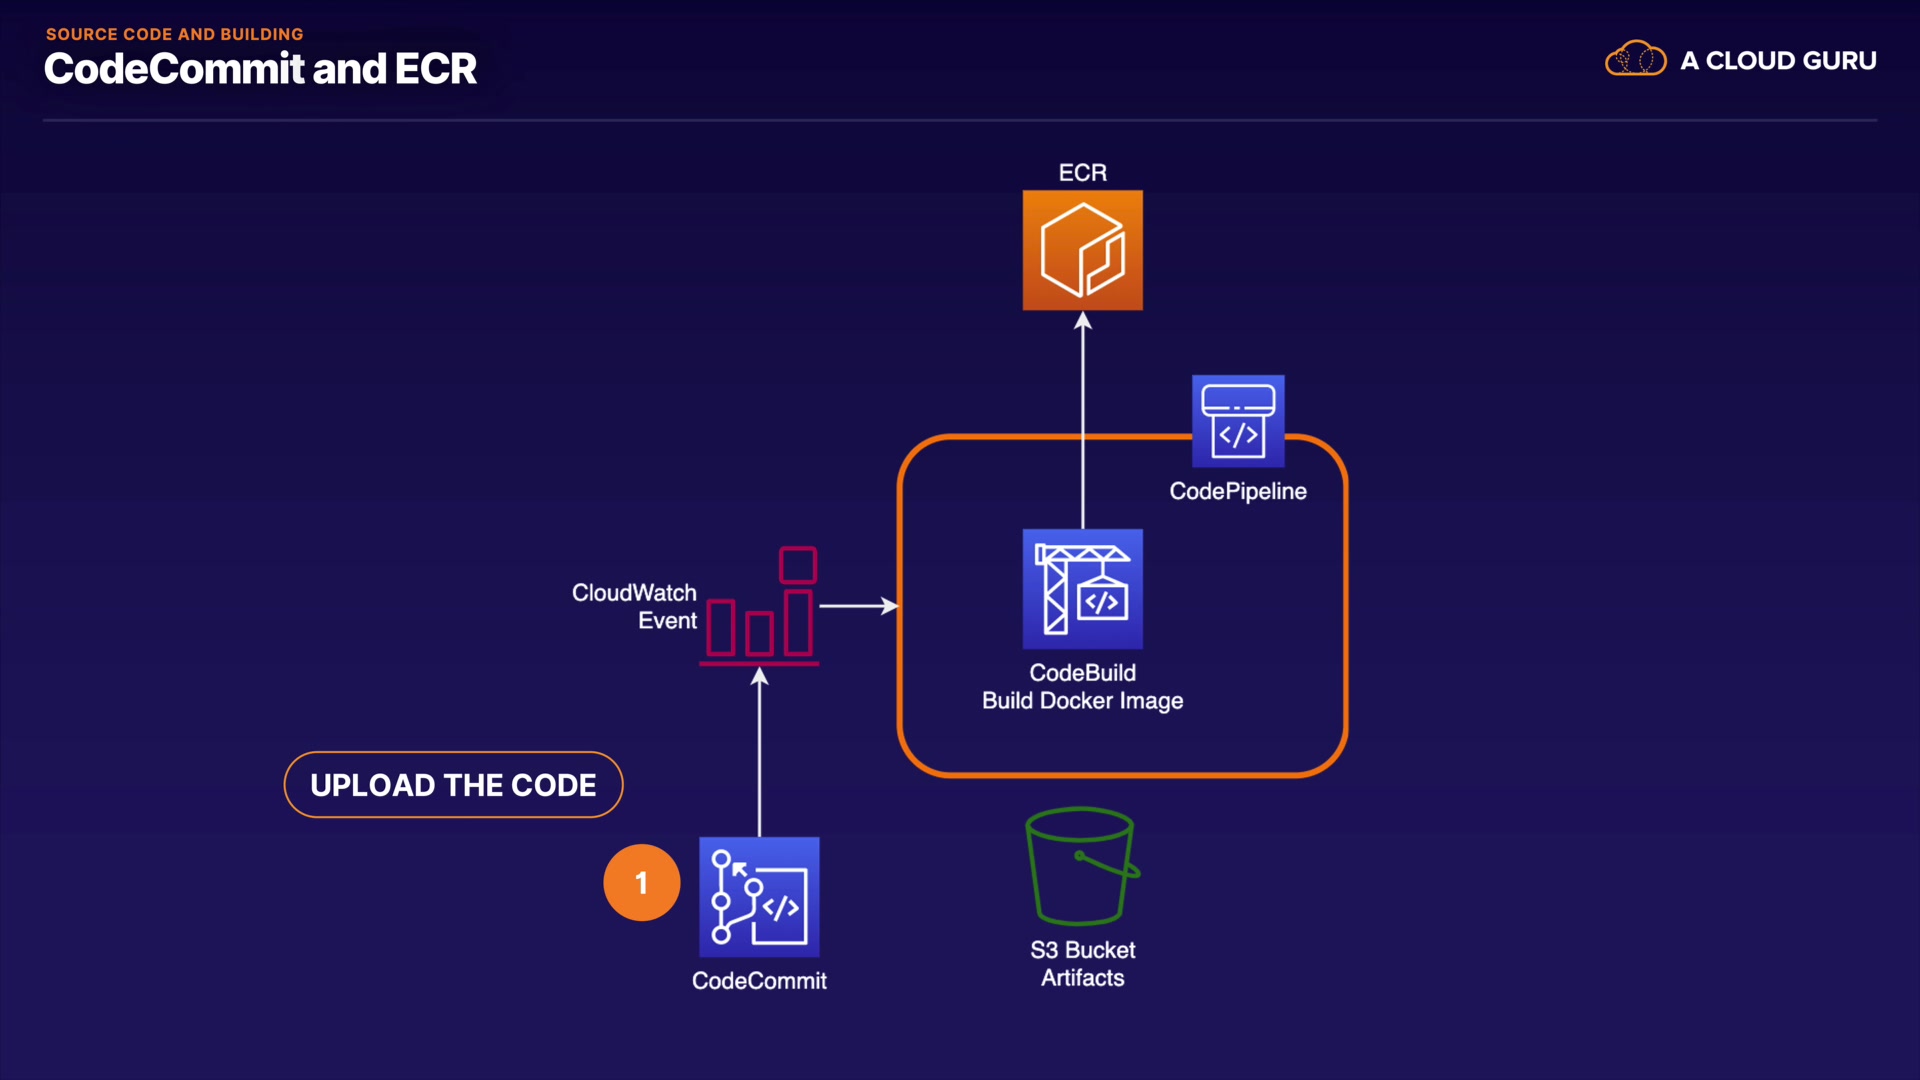 SOURCE CODE AND BUILDING
CodeCommit and ECR
A CLOUD GURU
ECR
</>
CodePipeline
CloudWatch
Event
</>
CodeBuild
Build Docker Image
UPLOAD THE CODE
1
</>
CodeCommit
S3 Bucket
Artifacts